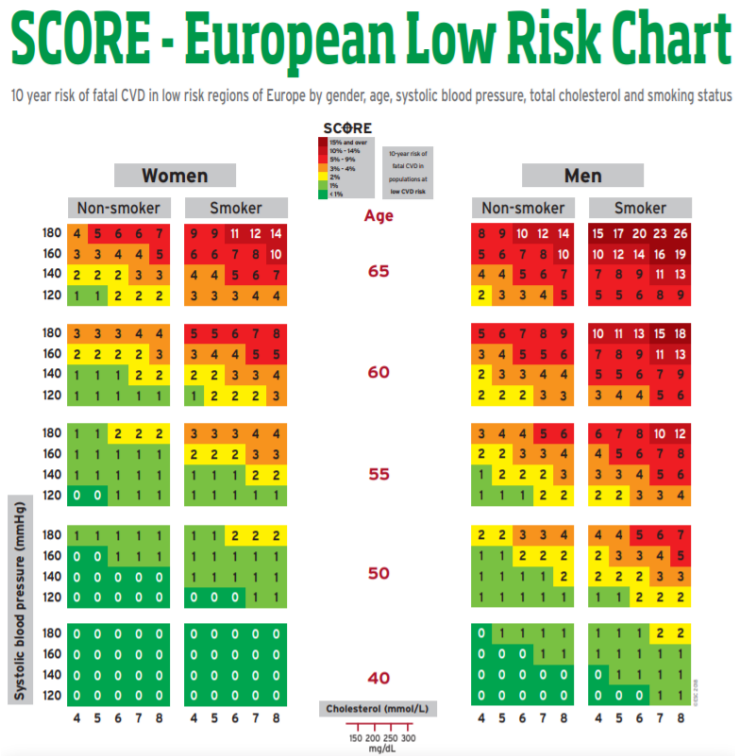 SCORE - European Low Risk Chart
10 year risk of fatal CVD in low risk regions of Europe by gender, age, systolic blood pressure, total cholesterol and smoking status
SCORE
15% and over
10% - 14%
5% - 9%
3% - 4%
2%
1%
< 1%
10-year risk of
fatal CVD in
populations at
low CVD risk
Women Men
Non-smoker Smoker Age Non-smoker Smoker
180 4 5 6 6 7 9 9 11 12 14 8 9 10 12 14 15 17 20 23 26
160 3 3 4 4 5 6 6 7 8 10 5 6 7 8 10 10 12 14 16 19
65
140 2 2 2 3 3 4 4 5 6 7 4 4 5 6 7 7 8 9 11 13
120 1 1 2 2 2 3 3 3 4 4 2 3 3 4 5 5 5 6 8 9
180 3 3 3 4 4 5 5 6 7 8 5 6 7 8 9 10 11 13 15 18
160 2 2 2 2 3 3 4 4 5 5 3 4 5 5 6 7 8 9 11 13
60
140 1 1 1 2 2 2 2 3 3 4 2 3 3 4 4 5 5 6 7 9
120 1 1 1 1 1 1 2 2 2 3 2 2 2 3 3 3 4 4 5 6
180 1 1 2 2 2 3 3 3 4 4 3 4 4 5 6 6 7 8 10 12
160 1 1 1 1 1 2 2 2 3 3 2 2 3 3 4 4 5 6 7 8
55
140 1 1 1 1 1 1 1 1 2 2 1 2 2 2 3 3 3 4 5 6
120 0 0 1 1 1 1 1 1 1 1 1 1 1 2 2 2 2 3 3 4
180 1 1 1 1 1 1 1 2 2 2 2 2 3 3 4 4 4 5 6 7
160 0 0 1 1 1 1 1 1 1 1 1 1 2 2 2 2 3 3 4 5
50
140 0 0 0 0 0 1 1 1 1 1 1 1 1 1 2 2 2 2 3 3
120 0 0 0 0 0 0 0 0 1 1 1 1 1 1 1 1 1 2 2 2
180 0 0 0 0 0 0 0 0 0 0 0 1 1 1 1 1 1 1 2 2
160 0 0 0 0 0 0 0 0 0 0 0 0 0 1 1 1 1 1 1 1
40
140 0 0 0 0 0 0 0 0 0 0 0 0 0 0 0 0 1 1 1 1
120 0 0 0 0 0 0 0 0 0 0 0 0 0 0 0 0 0 0 1 1
4 5 6 7 8 4 5 6 7 8
Systolic blood pressure (mmHg)
Cholesterol (mmol/L)
150 200 250 300
mg/dL
4 5 6 7 8 4 5 6 7 8